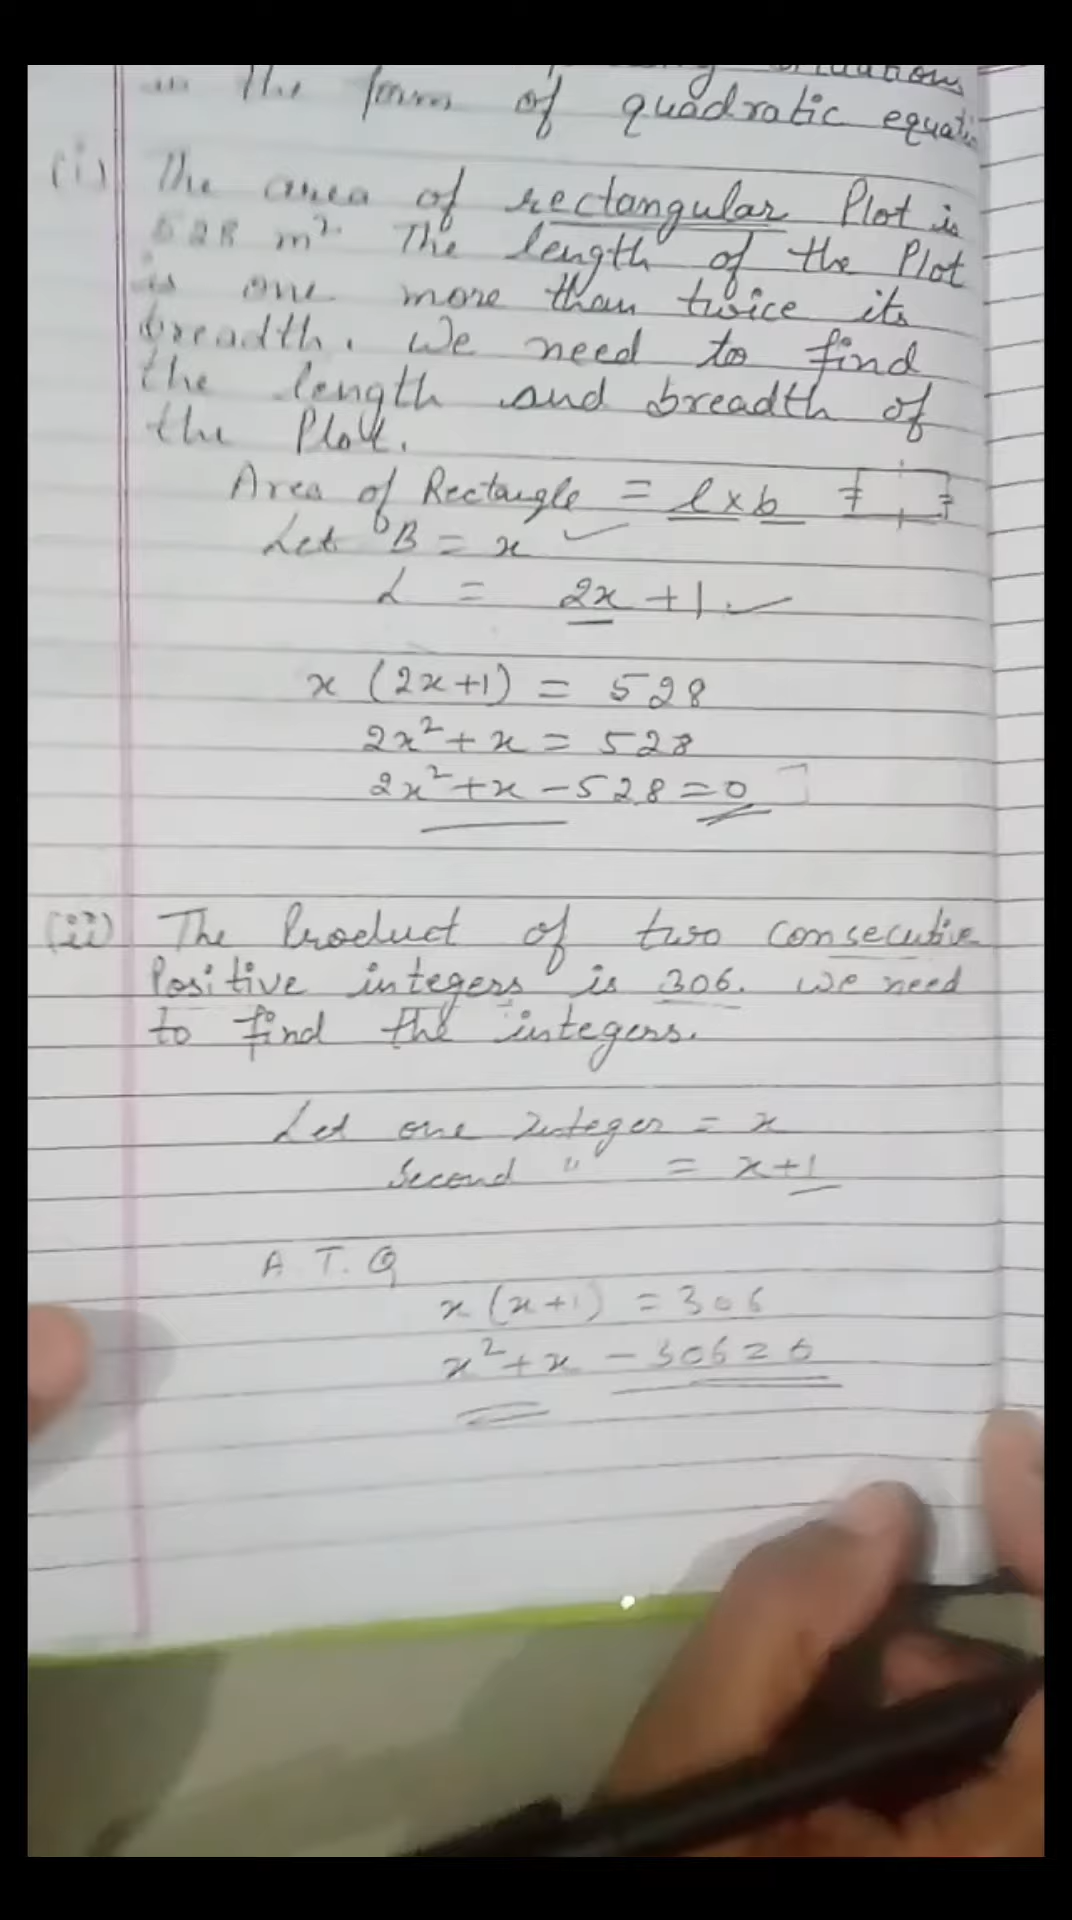 in the form of quadratic
(i) The area of rectangular Plot is
528 m² The length of the Plot
is one more than twice its
breadth. We need to find
the length and breadth of
the Plot.
Area of Rectangle = l×b
Let B = x
L = 2x +1
x (2x+1) = 528
2x²+x = 528
2x²+x -528=0
(ii) The Product of two consecutive
Positive integers is 306. We need
to find the integers.
Let one Integer = x
Second " = x+1
A.T.Q
x(x+1) =306
x²+x -306=0